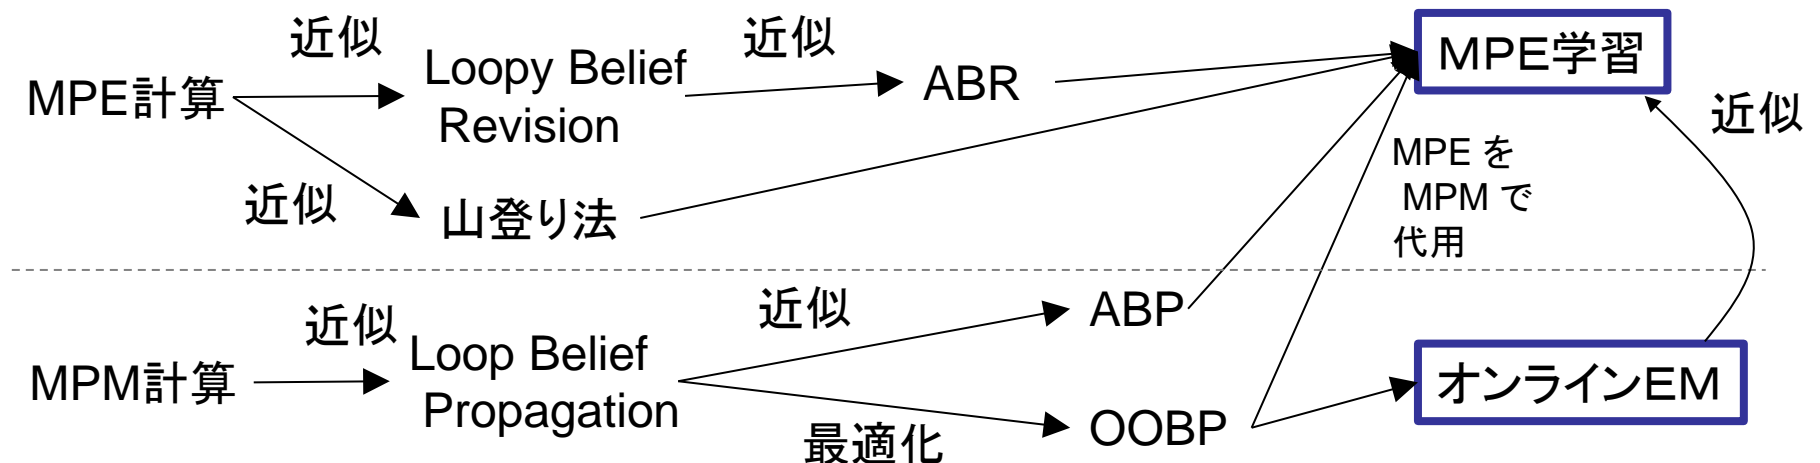 近似
近似
MPE学習
MPE計算
Loopy Belief
Revision
ABR
近似
MPE を
MPM で
代用
近似
山登り法
近似
近似
ABP
MPM計算
Loop Belief
Propagation
オンラインEM
最適化
OOBP